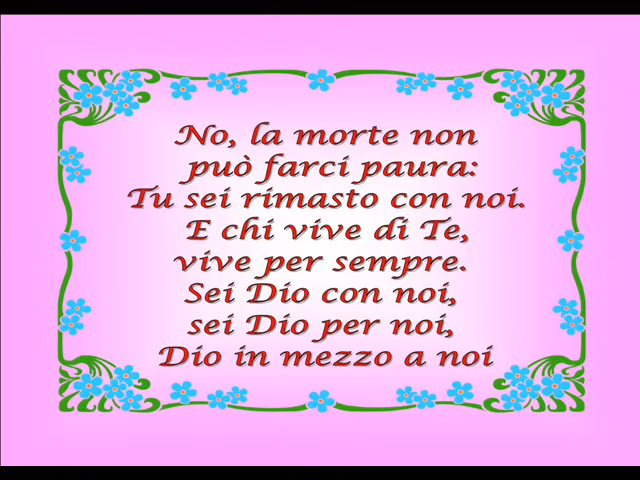 No, la morte non
può farci paura:
Tu sei rimasto con noi.
E chi vive di Te,
vive per sempre.
Sei Dio con noi,
sei Dio per noi,
Dio in mezzo a noi